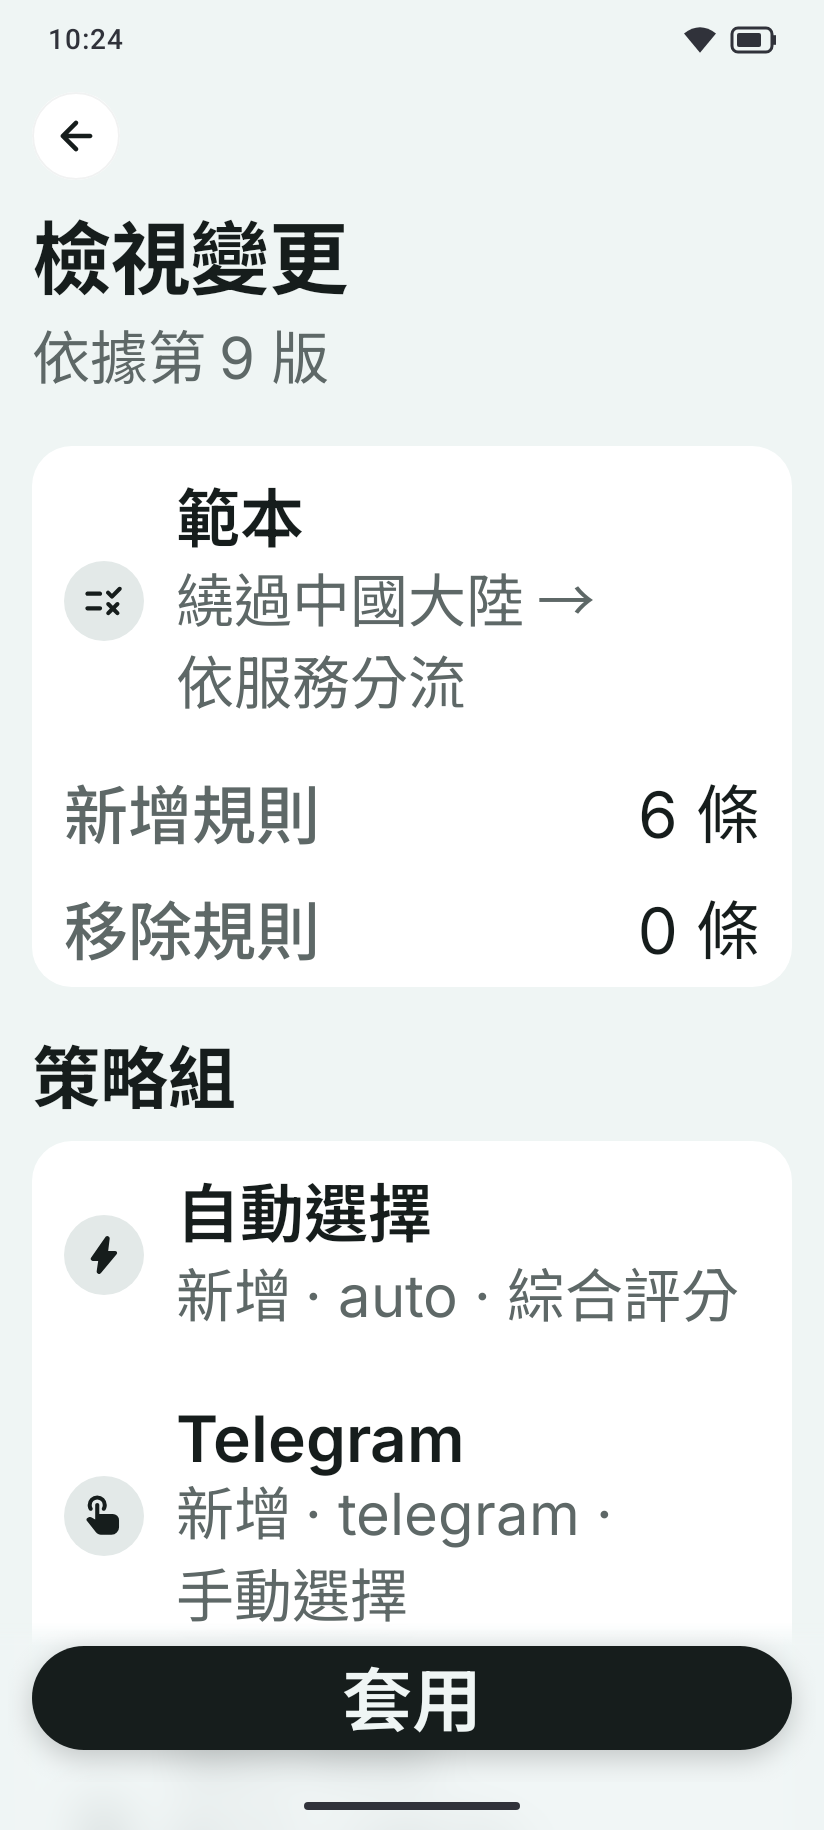 10:24
檢視變更
依據第 9 版
範本
繞過中國大陸 →
依服務分流
新增規則 6 條
移除規則 0 條
策略組
自動選擇
新增 · auto · 綜合評分
Telegram
新增 · telegram ·
手動選擇
套用